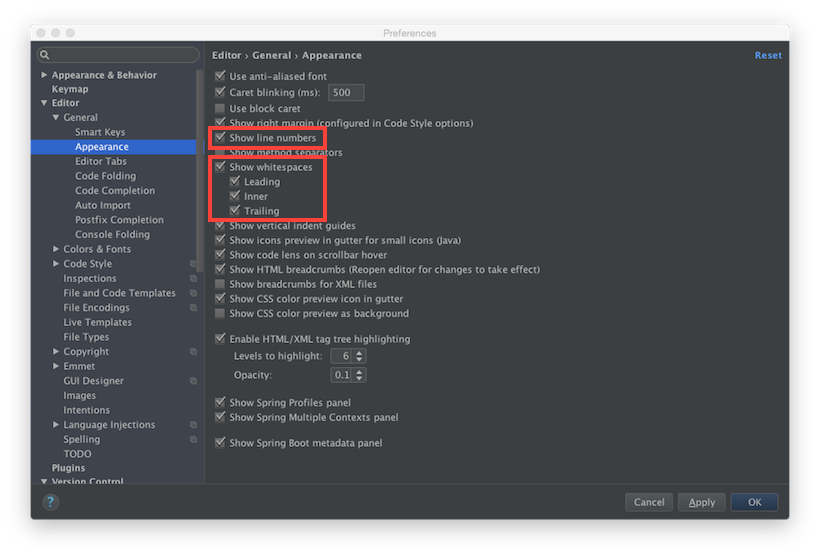 Preferences
Appearance & Behavior
Keymap
Editor
General
Smart Keys
Appearance
Editor Tabs
Code Folding
Code Completion
Auto Import
Postfix Completion
Console Folding
Colors & Fonts
Code Style
Inspections
File and Code Templates
File Encodings
Live Templates
File Types
Copyright
Emmet
GUI Designer
Images
Intentions
Language Injections
Spelling
TODO
Plugins
Version Control
Editor › General › Appearance
Reset
Use anti-aliased font
Caret blinking (ms): 500
Use block caret
Show right margin (configured in Code Style options)
Show line numbers
Show method separators
Show whitespaces
Leading
Inner
Trailing
Show vertical indent guides
Show icons preview in gutter for small icons (Java)
Show code lens on scrollbar hover
Show HTML breadcrumbs (Reopen editor for changes to take effect)
Show breadcrumbs for XML files
Show CSS color preview icon in gutter
Show CSS color preview as background
Enable HTML/XML tag tree highlighting
Levels to highlight: 6
Opacity: 0.1
Show Spring Profiles panel
Show Spring Multiple Contexts panel
Show Spring Boot metadata panel
?
Cancel
Apply
OK